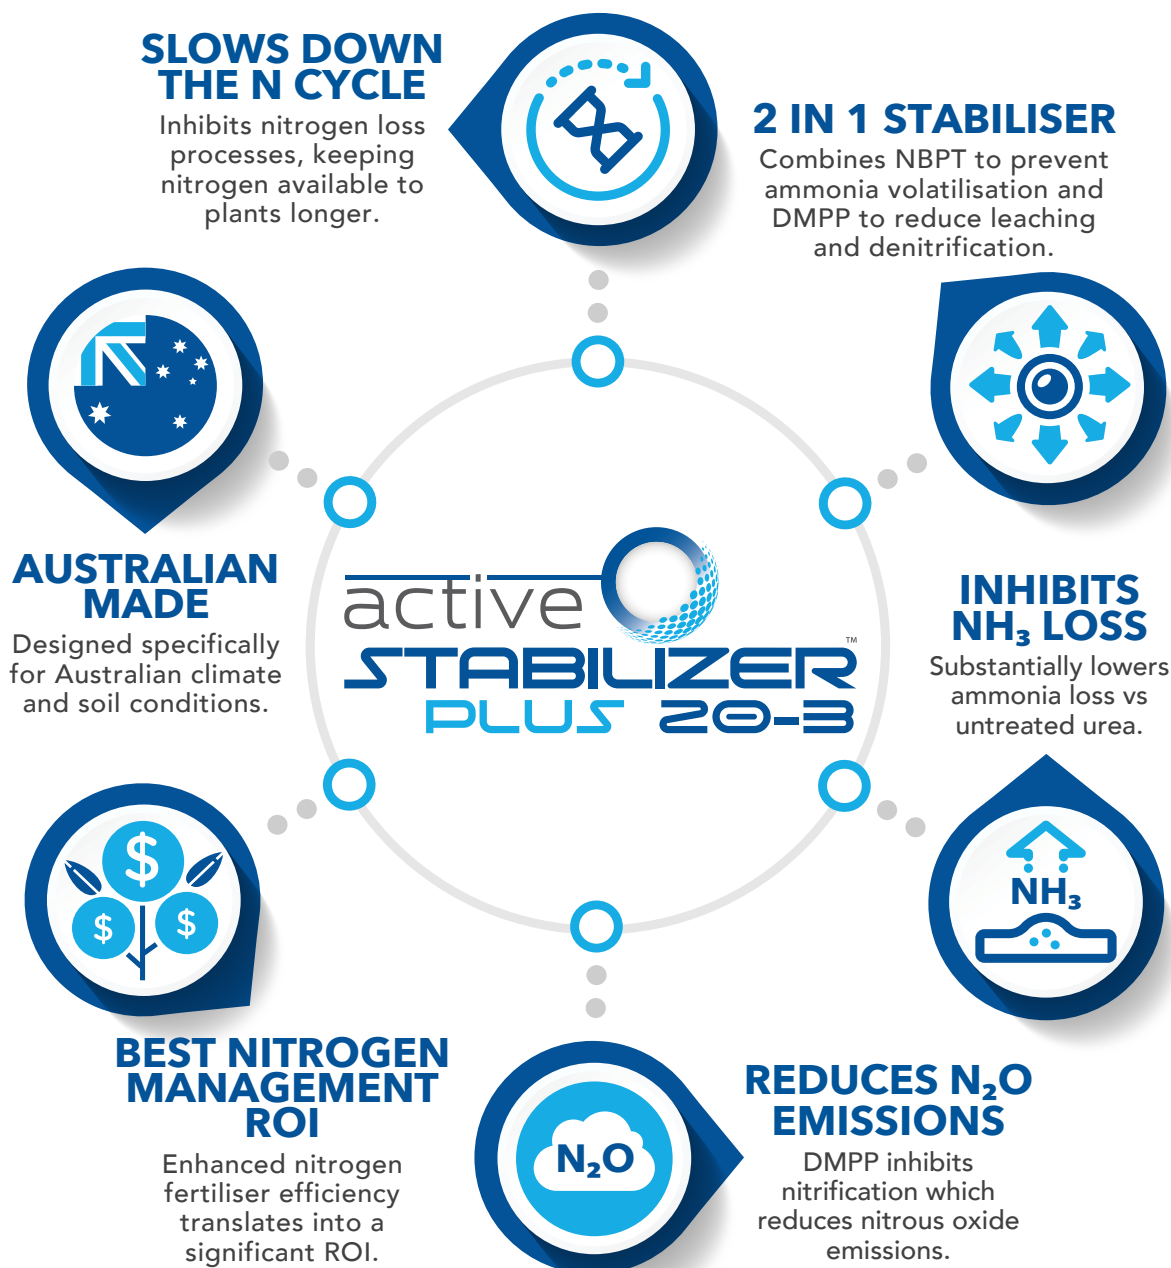 SLOWS DOWN
THE N CYCLE
Inhibits nitrogen loss
processes, keeping
nitrogen available to
plants longer.
2 IN 1 STABILISER
Combines NBPT to prevent
ammonia volatilisation and
DMPP to reduce leaching
and denitrification.
AUSTRALIAN
MADE
Designed specifically
for Australian climate
and soil conditions.
active
STABILIZER™
PLUS 20-3
INHIBITS
NH₃ LOSS
Substantially lowers
ammonia loss vs
untreated urea.
$
$
$
NH₃
BEST NITROGEN
MANAGEMENT
ROI
Enhanced nitrogen
fertiliser efficiency
translates into a
significant ROI.
N₂O
REDUCES N₂O
EMISSIONS
DMPP inhibits
nitrification which
reduces nitrous oxide
emissions.